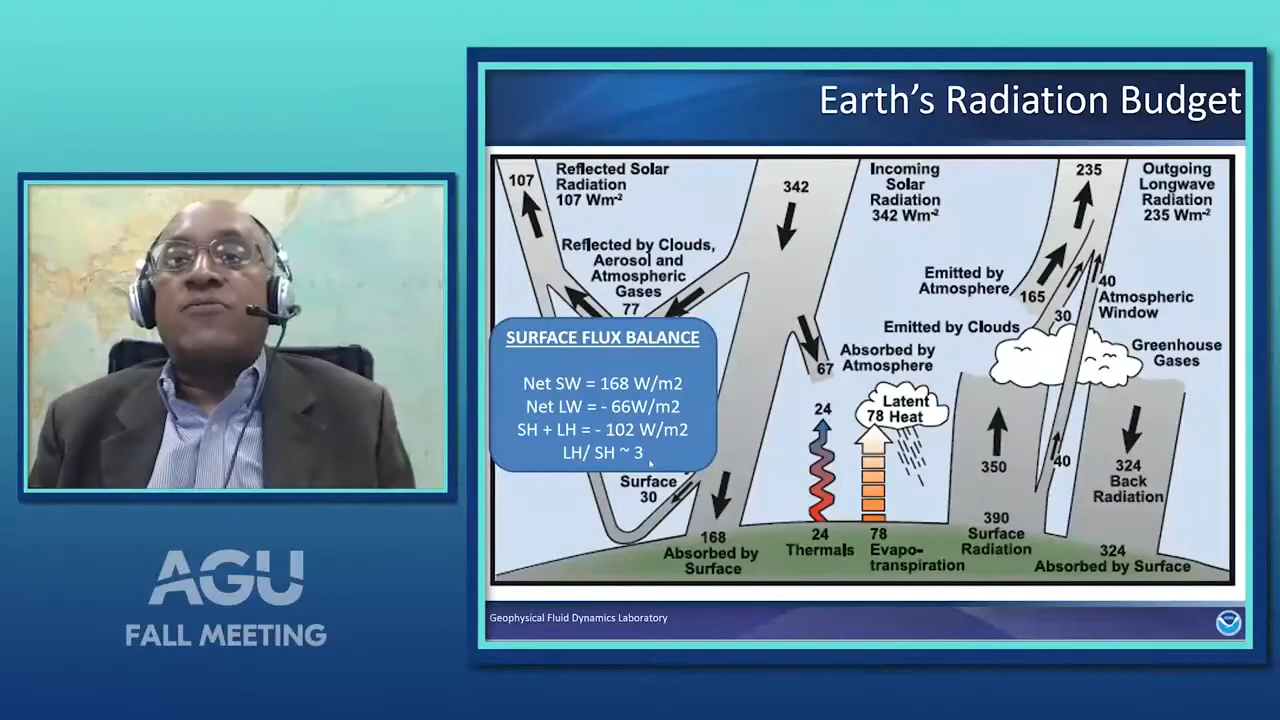 Earth's Radiation Budget
107
Reflected Solar
Radiation
107 Wm-2
342
Incoming
Solar
Radiation
342 Wm-2
235
Outgoing
Longwave
Radiation
235 Wm-2
Reflected by Clouds,
Aerosol and
Atmospheric
Gases
77
Emitted by
Atmosphere
165
30
40
Atmospheric
Window
Emitted by Clouds
Greenhouse
Gases
67
Absorbed by
Atmosphere
SURFACE FLUX BALANCE
Net SW = 168 W/m2
Net LW = - 66W/m2
SH + LH = - 102 W/m2
LH/ SH ~ 3
24
Latent
78 Heat
350
40
324
Back
Radiation
Surface
30
168
Absorbed by
Surface
24
Thermals
78
Evapo-
transpiration
390
Surface
Radiation
324
Absorbed by Surface
Geophysical Fluid Dynamics Laboratory
AGU
FALL MEETING